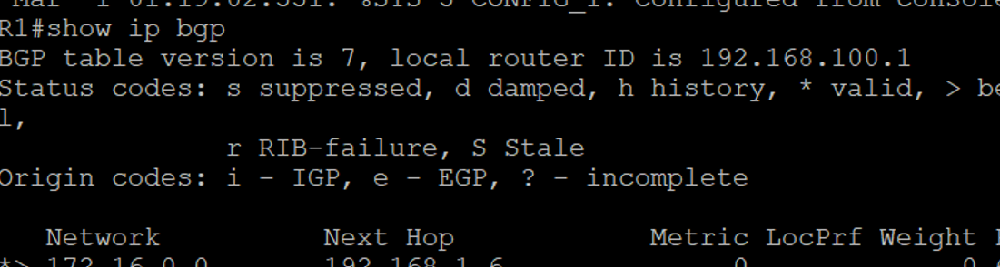 Mar 1 01:19:02.551: %SYS-5-CONFIG_I: Configured from console
R1#show ip bgp
BGP table version is 7, local router ID is 192.168.100.1
Status codes: s suppressed, d damped, h history, * valid, > be
l,
r RIB-failure, S Stale
Origin codes: i - IGP, e - EGP, ? - incomplete
Network Next Hop Metric LocPrf Weight
*> 172.16.0.0 192.168.1.6 0 0